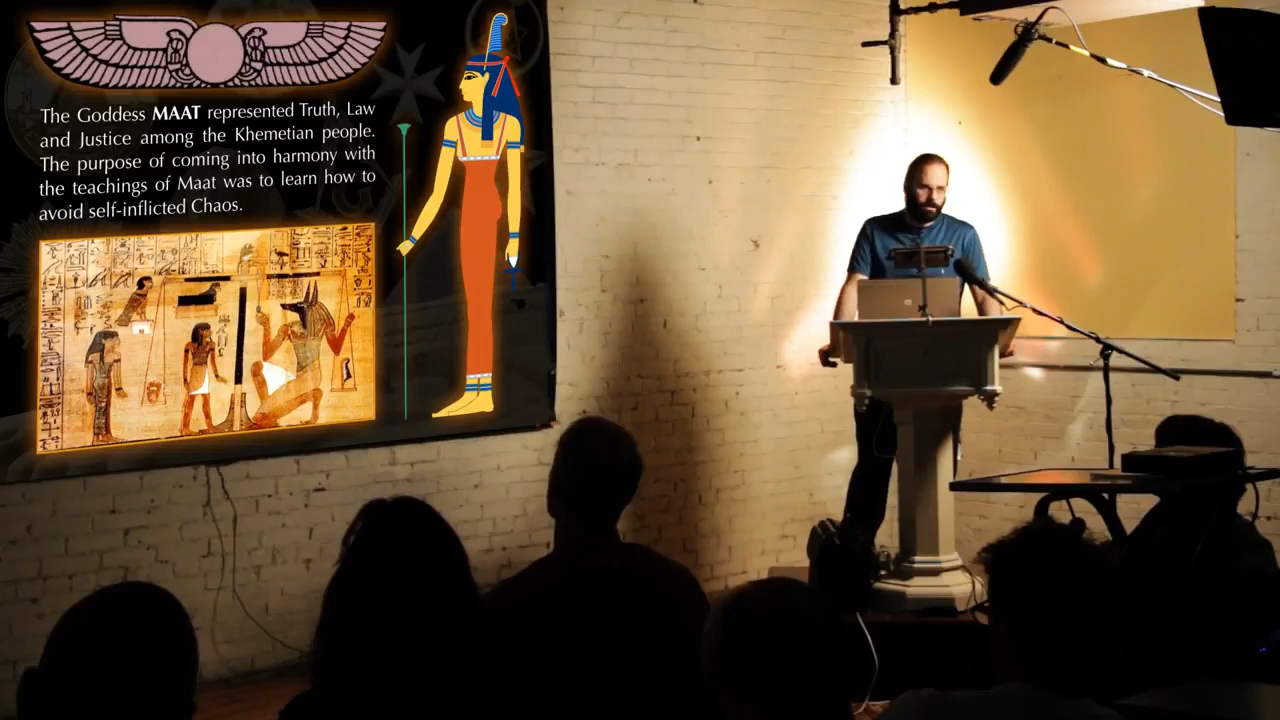 The Goddess MAAT represented Truth, Law
and Justice among the Khemetian people.
The purpose of coming into harmony with
the teachings of Maat was to learn how to
avoid self-inflicted Chaos.